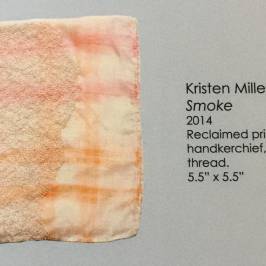 Kristen Mille
Smoke
2014
Reclaimed pri
handkerchief,
thread.
5.5" x 5.5"